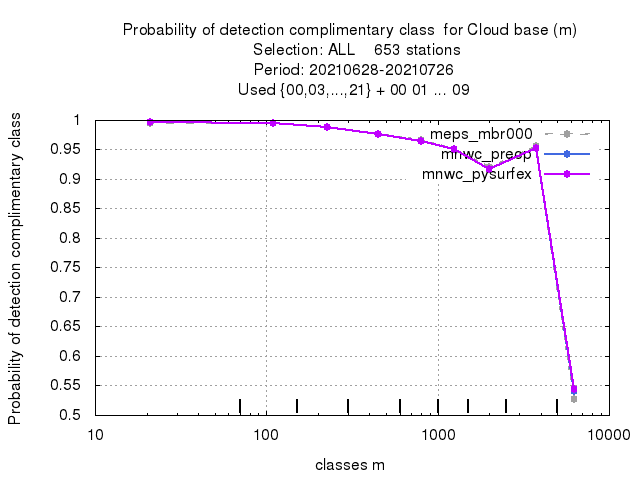 Probability of detection complimentary class  for Cloud base (m)
Selection: ALL    653 stations
Period: 20210628-20210726
Used {00,03,...,21} + 00 01 ... 09
Probability of detection complimentary class
1
0.95
0.9
0.85
0.8
0.75
0.7
0.65
0.6
0.55
0.5
meps_mbr000
mnwc_preop
mnwc_pysurfex
10 100 1000 10000
classes m